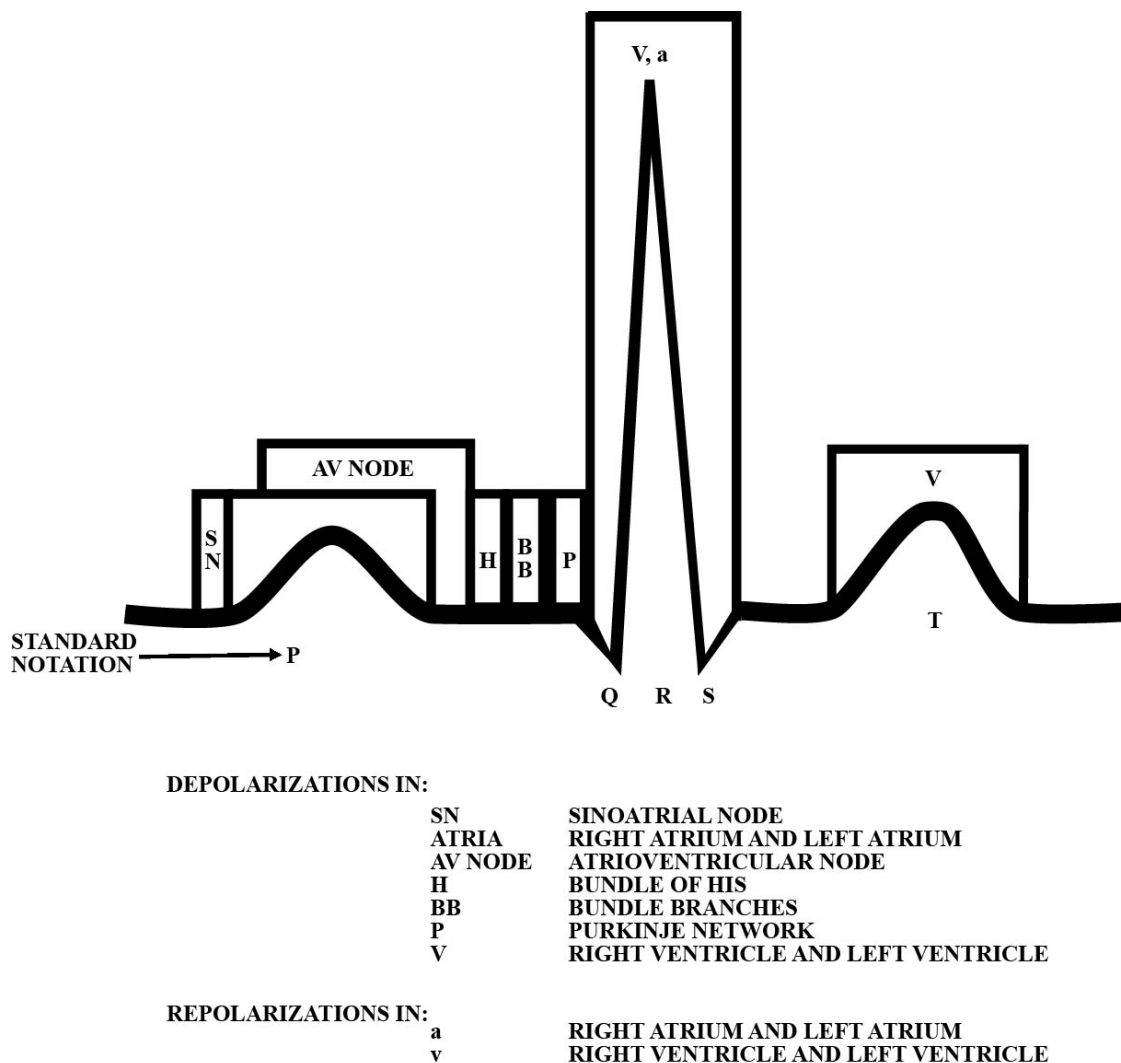 V, a
AV NODE
V
S
N
H
B
B
P
T
STANDARD
NOTATION
P
Q R S
DEPOLARIZATIONS IN:
SN SINOATRIAL NODE
ATRIA RIGHT ATRIUM AND LEFT ATRIUM
AV NODE ATRIOVENTRICULAR NODE
H BUNDLE OF HIS
BB BUNDLE BRANCHES
P PURKINJE NETWORK
V RIGHT VENTRICLE AND LEFT VENTRICLE
REPOLARIZATIONS IN:
a RIGHT ATRIUM AND LEFT ATRIUM
v RIGHT VENTRICLE AND LEFT VENTRICLE